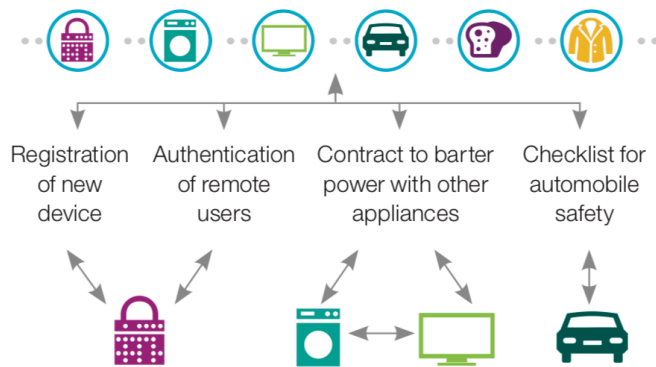 Registration
of new
device
Authentication
of remote
users
Contract to barter
power with other
appliances
Checklist for
automobile
safety